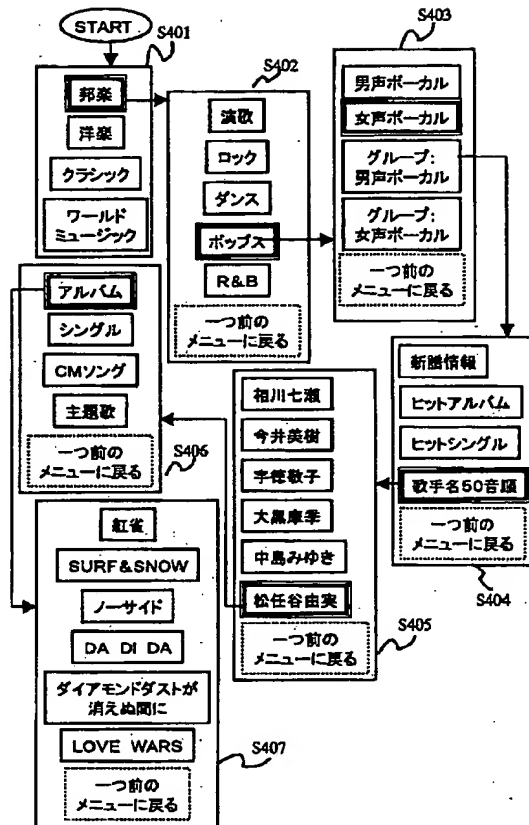 START
S401
邦楽
洋楽
クラシック
ワールド
ミュージック
S402
演歌
ロック
ダンス
ポップス
R&B
一つ前の
メニューに戻る
S403
男声ボーカル
女声ボーカル
グループ:
男声ボーカル
グループ:
女声ボーカル
一つ前の
メニューに戻る
新譜情報
ヒットアルバム
ヒットシングル
歌手名50音順
一つ前の
メニューに戻る
S404
相川七瀬
今井美樹
宇徳敬子
大黒摩季
中島みゆき
松任谷由実
一つ前の
メニューに戻る
S405
アルバム
シングル
CMソング
主題歌
一つ前の
メニューに戻る
S406
紅雀
SURF&SNOW
ノーサイド
DA DI DA
ダイアモンドダストが
消えぬ間に
LOVE WARS
一つ前の
メニューに戻る
S407